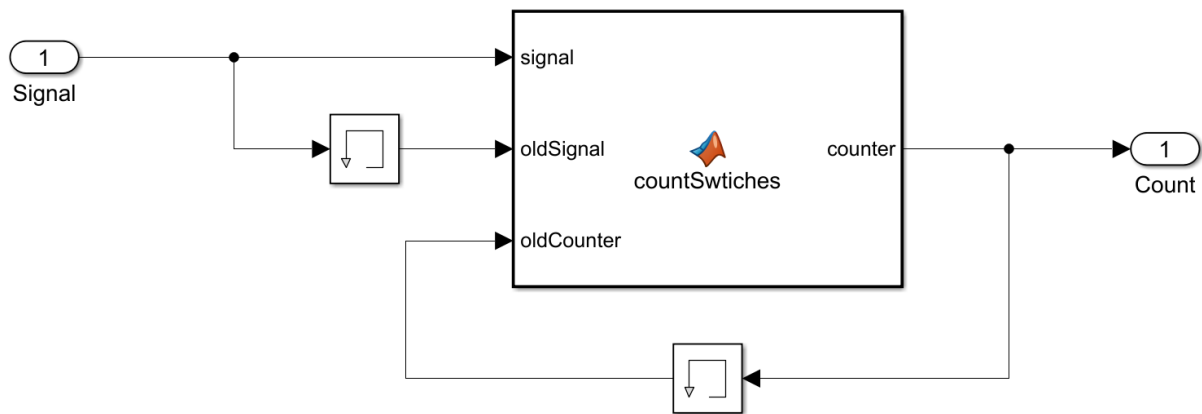 1
Signal
signal
oldSignal
oldCounter
countSwtiches
counter
1
Count